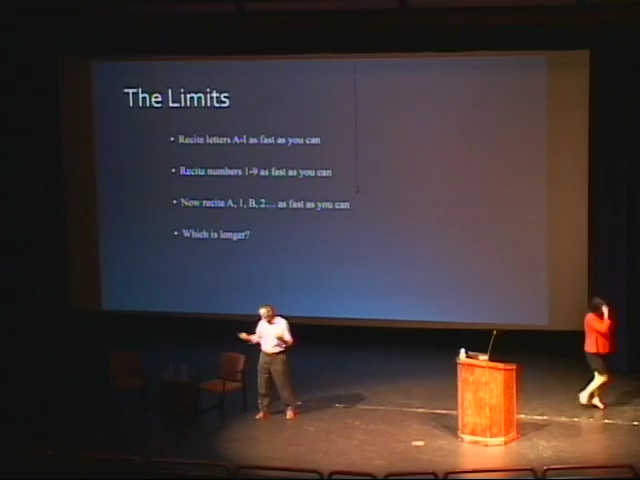 The Limits
• Recite letters A-I as fast as you can
• Recite numbers 1-9 as fast as you can
• Now recite A, 1, B, 2... as fast as you can
• Which is longer?